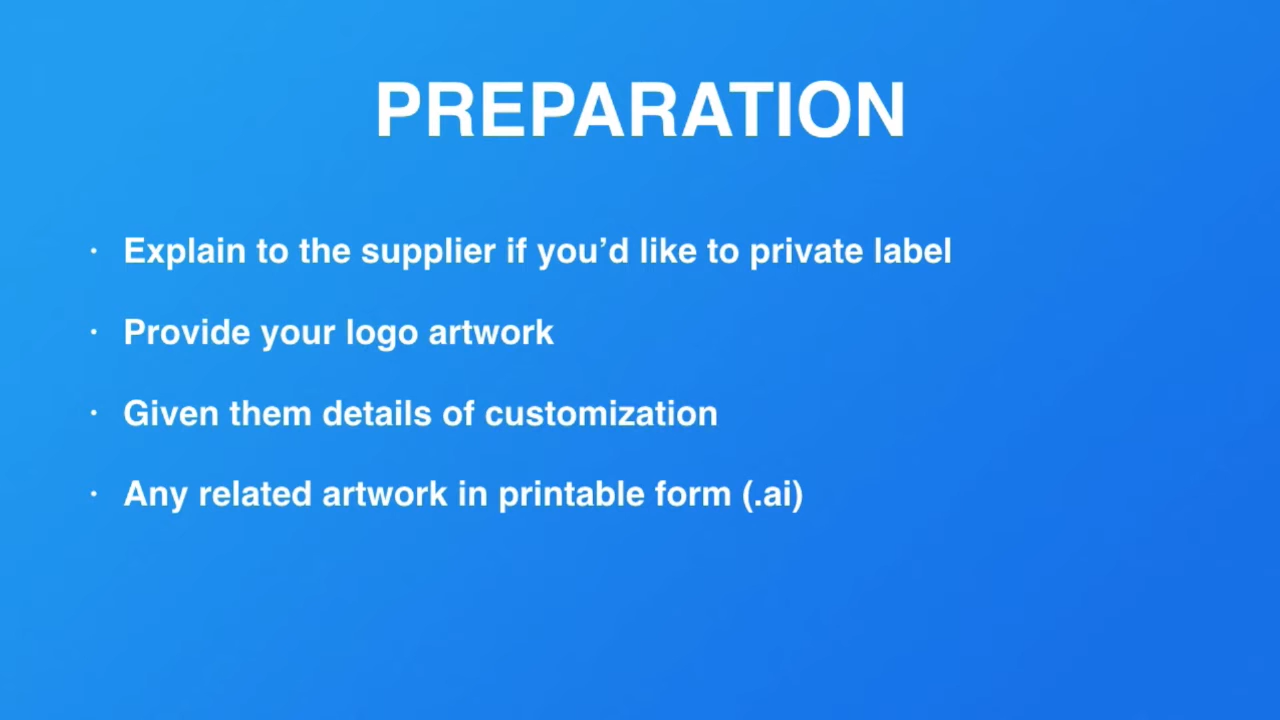 PREPARATION
· Explain to the supplier if you’d like to private label
· Provide your logo artwork
· Given them details of customization
· Any related artwork in printable form (.ai)